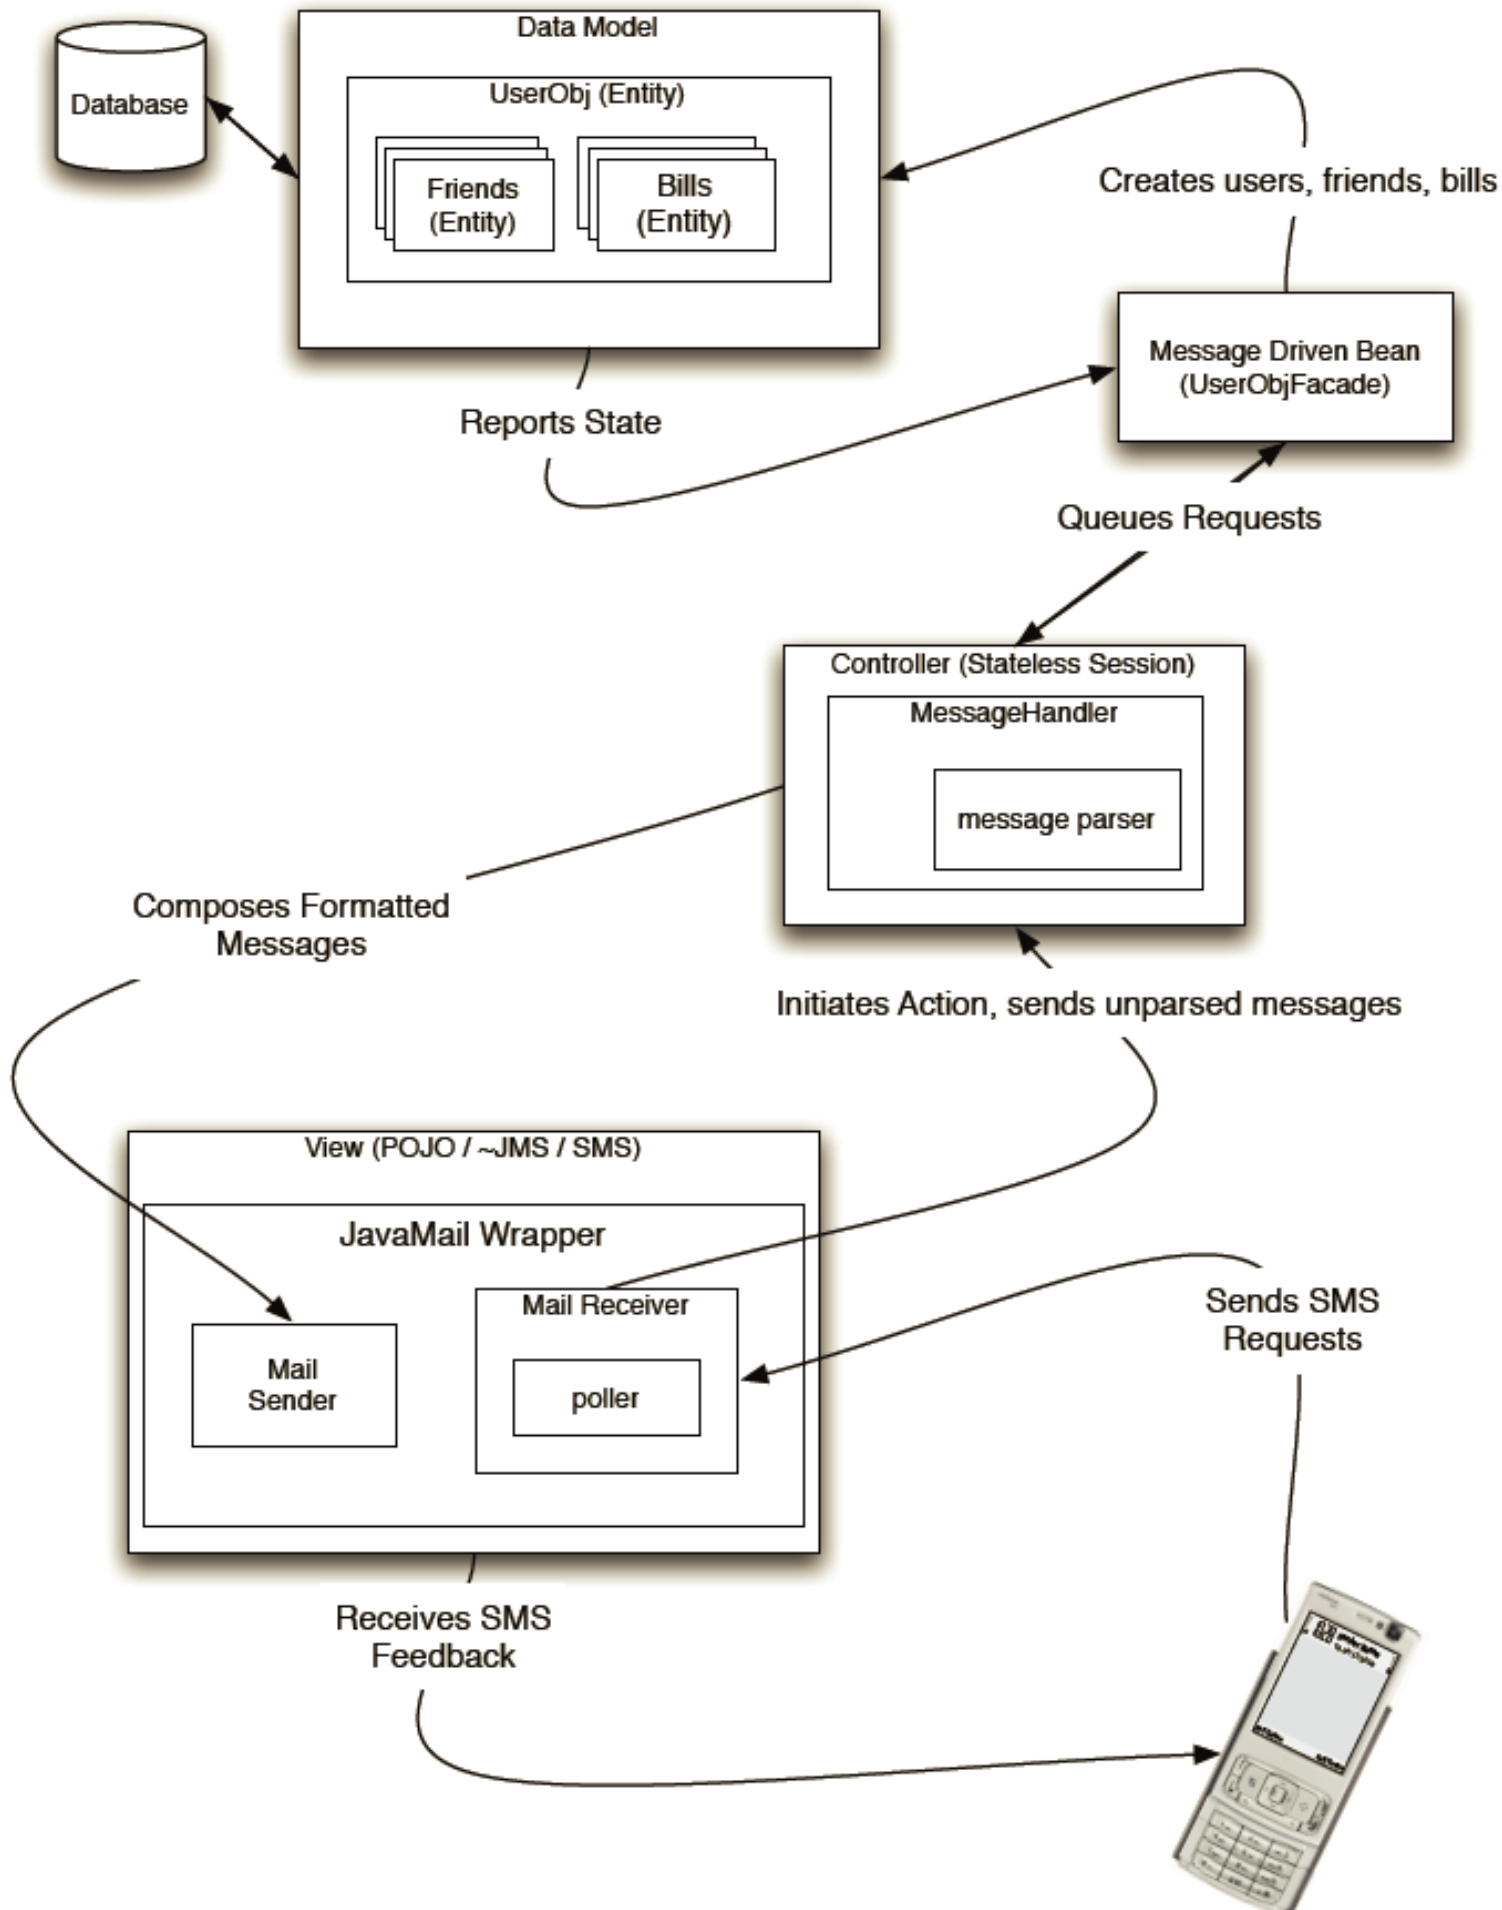 Data Model
Database
UserObj (Entity)
Friends
(Entity)
Bills
(Entity)
Creates users, friends, bills
Message Driven Bean
(UserObjFacade)
Reports State
Queues Requests
Controller (Stateless Session)
MessageHandler
message parser
Composes Formatted
Messages
Initiates Action, sends unparsed messages
View (POJO / ~JMS / SMS)
JavaMail Wrapper
Mail Receiver
poller
Mail
Sender
Sends SMS
Requests
Receives SMS
Feedback